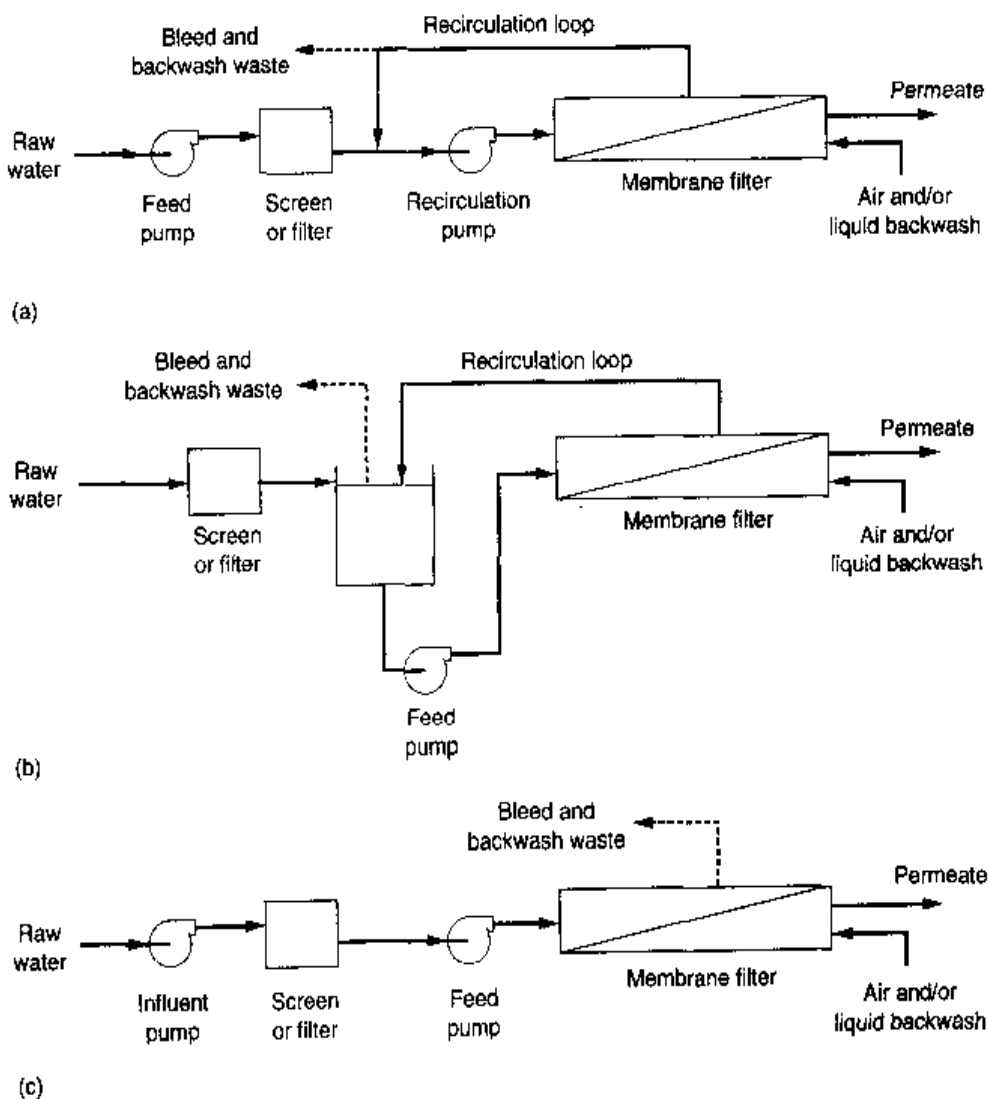 Recirculation loop
Bleed and
backwash waste
Permeate
Raw
water
Feed
pump
Screen
or filter
Recirculation
pump
Membrane filter
Air and/or
liquid backwash
(a)
Bleed and
backwash waste
Recirculation loop
Permeate
Raw
water
Screen
or filter
Membrane filter
Air and/or
liquid backwash
Feed
pump
(b)
Bleed and
backwash waste
Permeate
Raw
water
Influent
pump
Screen
or filter
Feed
pump
Membrane filter
Air and/or
liquid backwash
(c)